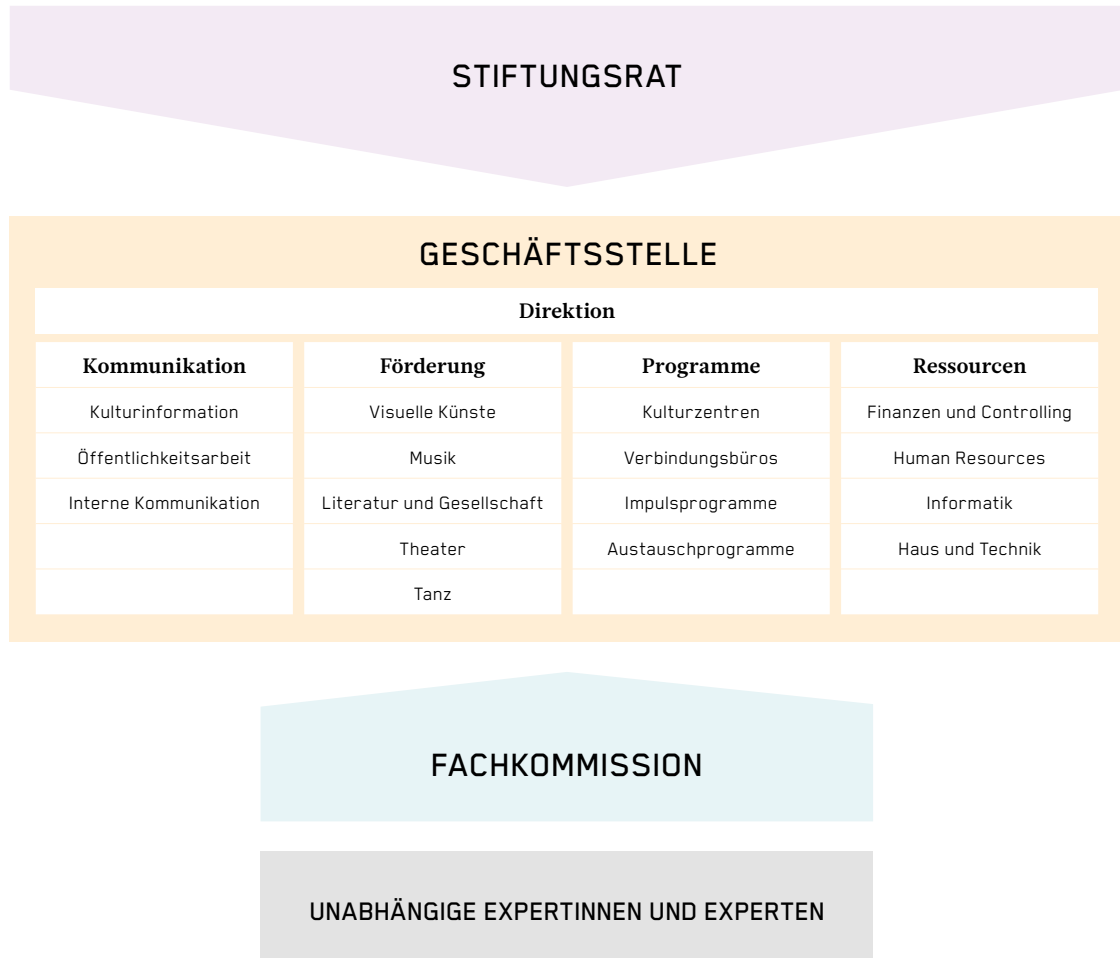 STIFTUNGSRAT
GESCHÄFTSSTELLE
Direktion
Kommunikation
Kulturinformation
Öffentlichkeitsarbeit
Interne Kommunikation
Förderung
Visuelle Künste
Musik
Literatur und Gesellschaft
Theater
Tanz
Programme
Kulturzentren
Verbindungsbüros
Impulsprogramme
Austauschprogramme
Ressourcen
Finanzen und Controlling
Human Resources
Informatik
Haus und Technik
FACHKOMMISSION
UNABHÄNGIGE EXPERTINNEN UND EXPERTEN